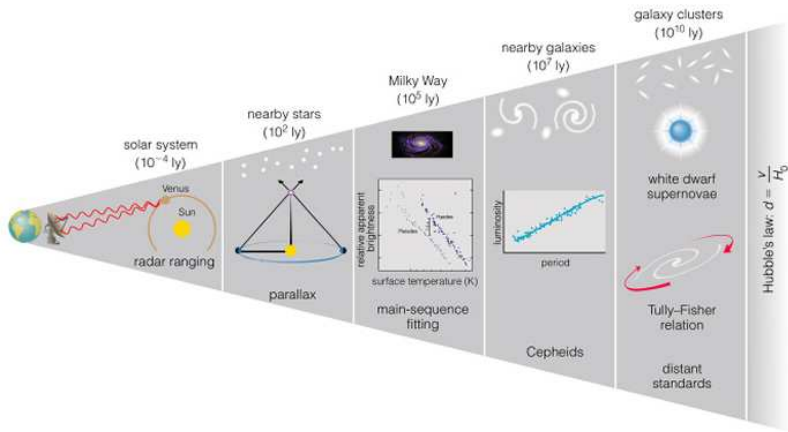 solar system
(10⁻⁴ ly)
Venus
Sun
radar ranging
nearby stars
(10² ly)
parallax
Milky Way
(10⁵ ly)
relative apparent
brightness
Pleiades
Hyades
surface temperature (K)
main-sequence
fitting
nearby galaxies
(10⁷ ly)
luminosity
period
Cepheids
galaxy clusters
(10¹⁰ ly)
white dwarf
supernovae
Tully–Fisher
relation
distant
standards
Hubble's law: d = v/H₀